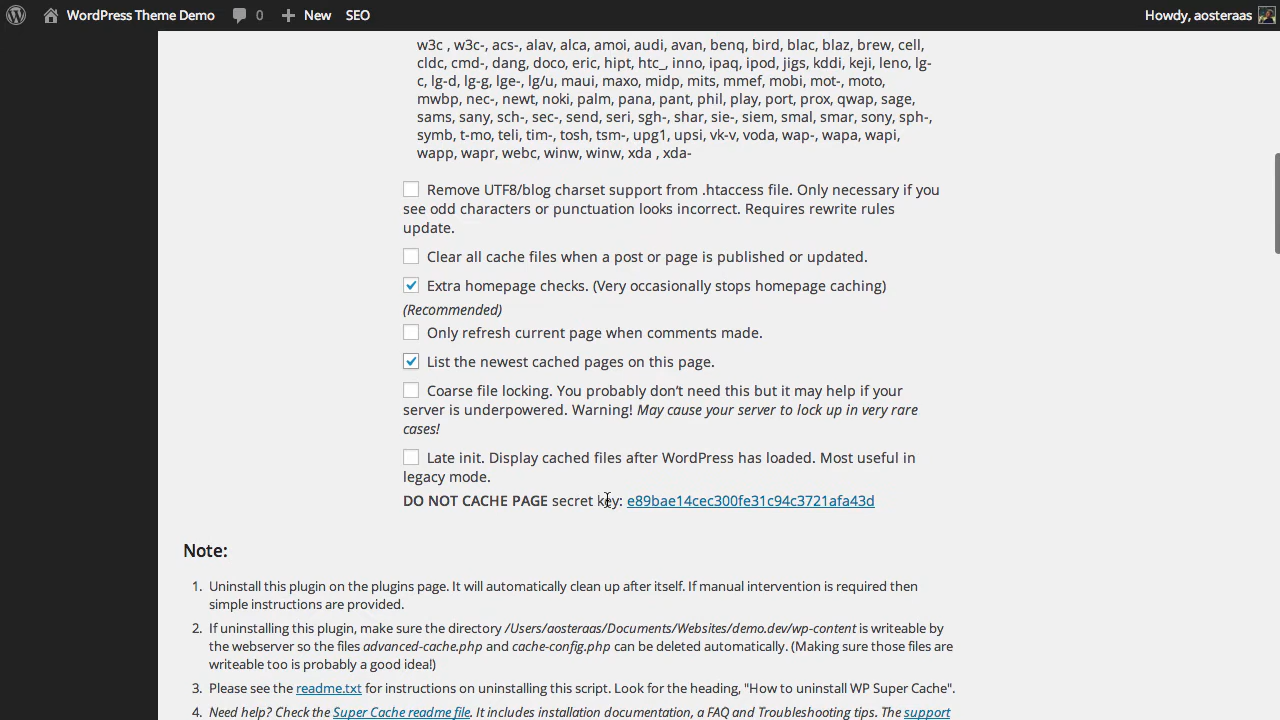 WordPress Theme Demo 0 New SEO Howdy, aosteraas
w3c , w3c-, acs-, alav, alca, amoi, audi, avan, benq, bird, blac, blaz, brew, cell,
cldc, cmd-, dang, doco, eric, hipt, htc_, inno, ipaq, ipod, jigs, kddi, keji, leno, lg-
c, lg-d, lg-g, lge-, lg/u, maui, maxo, midp, mits, mmef, mobi, mot-, moto,
mwbp, nec-, newt, noki, palm, pana, pant, phil, play, port, prox, qwap, sage,
sams, sany, sch-, sec-, send, seri, sgh-, shar, sie-, siem, smal, smar, sony, sph-,
symb, t-mo, teli, tim-, tosh, tsm-, upg1, upsi, vk-v, voda, wap-, wapa, wapi,
wapp, wapr, webc, winw, winw, xda , xda-
Remove UTF8/blog charset support from .htaccess file. Only necessary if you
see odd characters or punctuation looks incorrect. Requires rewrite rules
update.
Clear all cache files when a post or page is published or updated.
Extra homepage checks. (Very occasionally stops homepage caching)
(Recommended)
Only refresh current page when comments made.
List the newest cached pages on this page.
Coarse file locking. You probably don’t need this but it may help if your
server is underpowered. Warning! May cause your server to lock up in very rare
cases!
Late init. Display cached files after WordPress has loaded. Most useful in
legacy mode.
DO NOT CACHE PAGE secret key: e89bae14cec300fe31c94c3721afa43d
Note:
1. Uninstall this plugin on the plugins page. It will automatically clean up after itself. If manual intervention is required then
simple instructions are provided.
2. If uninstalling this plugin, make sure the directory /Users/aosteraas/Documents/Websites/demo.dev/wp-content is writeable by
the webserver so the files advanced-cache.php and cache-config.php can be deleted automatically. (Making sure those files are
writeable too is probably a good idea!)
3. Please see the readme.txt for instructions on uninstalling this script. Look for the heading, "How to uninstall WP Super Cache".
4. Need help? Check the Super Cache readme file. It includes installation documentation, a FAQ and Troubleshooting tips. The support